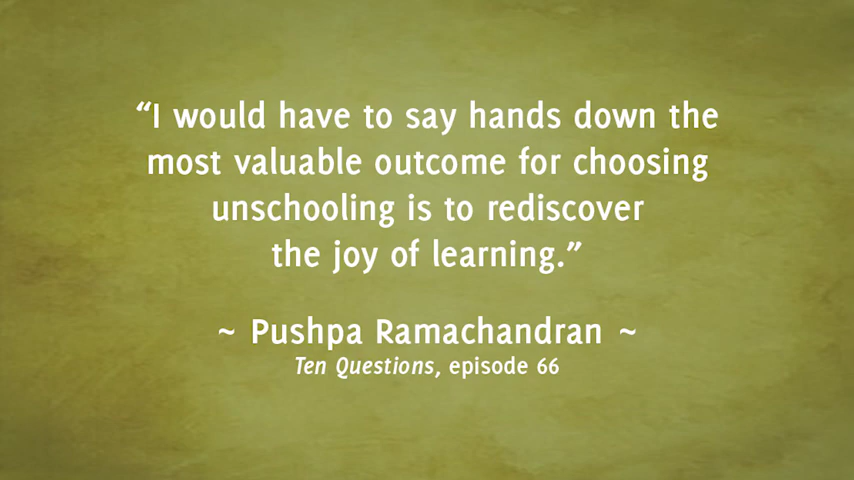 “I would have to say hands down the
most valuable outcome for choosing
unschooling is to rediscover
the joy of learning.”
~ Pushpa Ramachandran ~
Ten Questions, episode 66